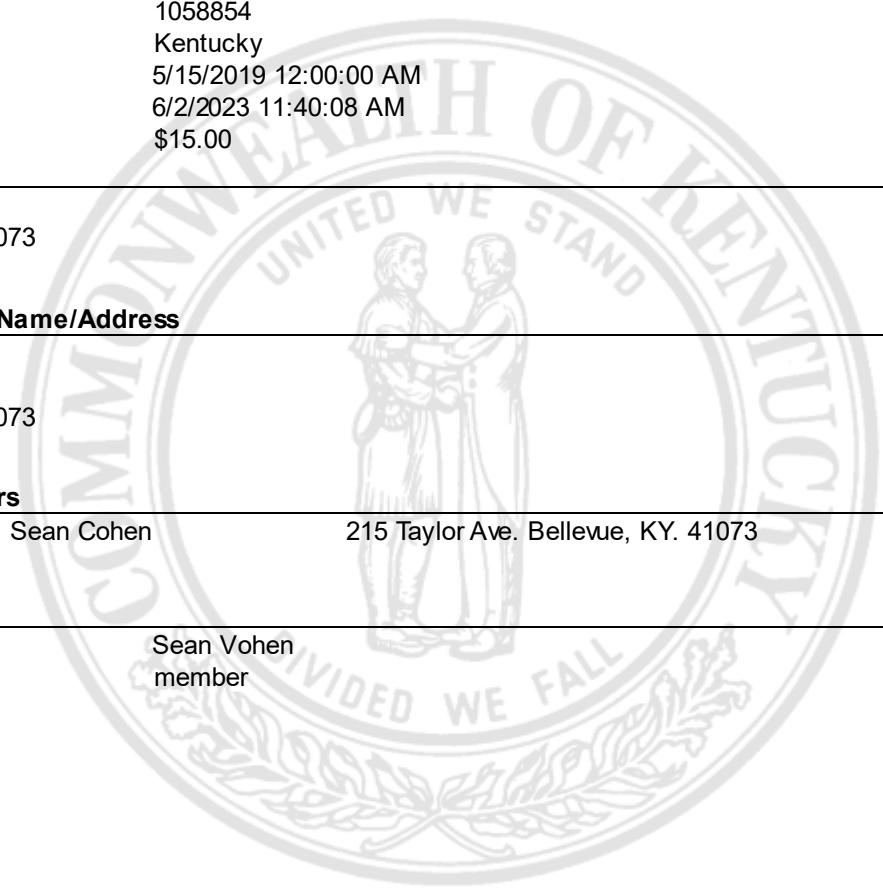 1058854
Kentucky
5/15/2019 12:00:00 AM
6/2/2023 11:40:08 AM
$15.00
073
Name/Address
073
rs
Sean Cohen 215 Taylor Ave. Bellevue, KY. 41073
Sean Vohen
member
COMMONWEALTH OF KENTUCKY
UNITED WE STAND
DIVIDED WE FALL